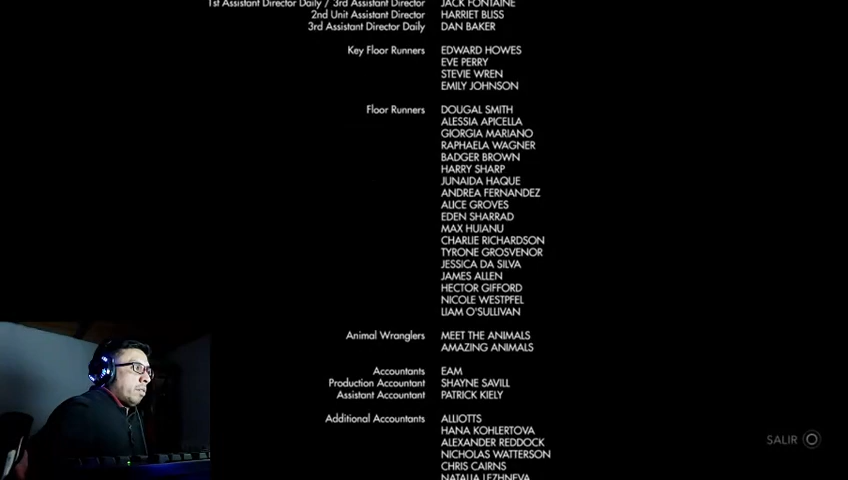 1st Assistant Director Daily / 3rd Assistant Director JACK FONTAINE
2nd Unit Assistant Director HARRIET BLISS
3rd Assistant Director Daily DAN BAKER
Key Floor Runners EDWARD HOWES
EVE PERRY
STEVIE WREN
EMILY JOHNSON
Floor Runners DOUGAL SMITH
ALESSIA APICELLA
GIORGIA MARIANO
RAPHAELA WAGNER
BADGER BROWN
HARRY SHARP
JUNAIDA HAQUE
ANDREA FERNANDEZ
ALICE GROVES
EDEN SHARRAD
MAX HUIANU
CHARLIE RICHARDSON
TYRONE GROSVENOR
JESSICA DA SILVA
JAMES ALLEN
HECTOR GIFFORD
NICOLE WESTPFEL
LIAM O'SULLIVAN
Animal Wranglers MEET THE ANIMALS
AMAZING ANIMALS
Accountants EAM
Production Accountant SHAYNE SAVILL
Assistant Accountant PATRICK KIELY
Additional Accountants ALLIOTTS
HANA KOHLERTOVA
ALEXANDER REDDOCK
NICHOLAS WATTERSON
CHRIS CAIRNS
NATALIA LEZHNEVA
SALIR